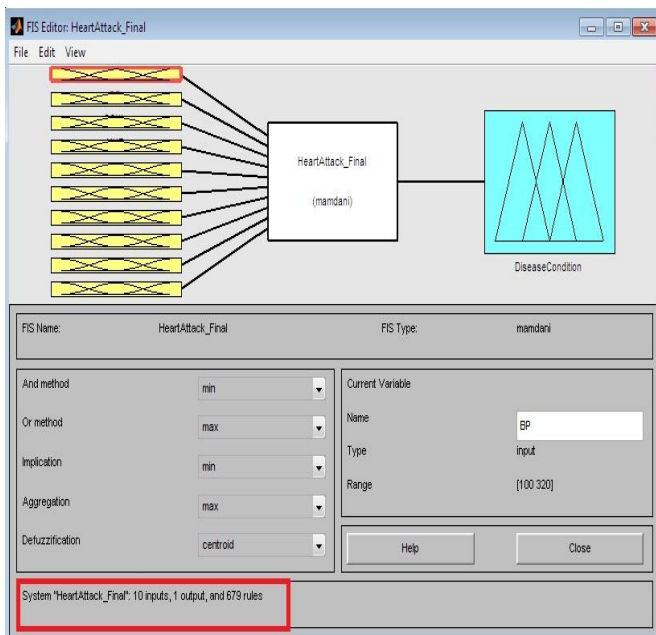 FIS Editor: HeartAttack_Final
File Edit View
HeartAttack_Final
(mamdani)
DiseaseCondition
FIS Name: HeartAttack_Final FIS Type: mamdani
And method min
Or method max
Implication min
Aggregation max
Defuzzification centroid
Current Variable
Name BP
Type input
Range [100 320]
Help Close
System "HeartAttack_Final": 10 inputs, 1 output, and 679 rules